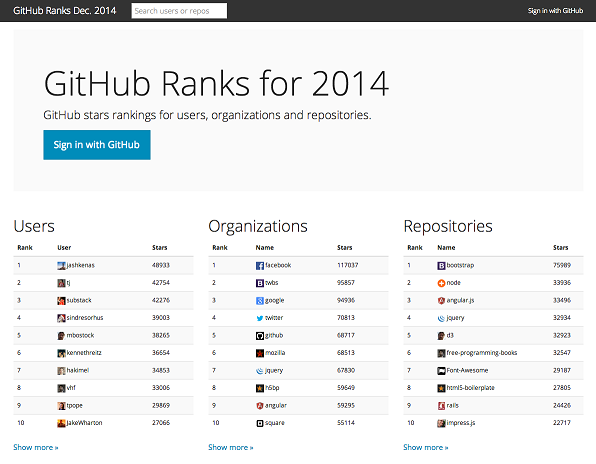 GitHub Ranks Dec. 2014 Search users or repos Sign in with GitHub
GitHub Ranks for 2014
GitHub stars rankings for users, organizations and repositories.
Sign in with GitHub
Users
Rank User Stars
1 jashkenas 48933
2 tj 42754
3 substack 42276
4 sindresorhus 39003
5 mbostock 38265
6 kennethreitz 36654
7 hakimel 34853
8 vhf 33006
9 tpope 29869
10 JakeWharton 27066
Show more »
Organizations
Rank Name Stars
1 facebook 117037
2 twbs 95857
3 google 94936
4 twitter 70813
5 github 68717
6 mozilla 68513
7 jquery 67830
8 h5bp 59649
9 angular 59295
10 square 55114
Show more »
Repositories
Rank Name Stars
1 bootstrap 75989
2 node 33936
3 angular.js 33496
4 jquery 32934
5 d3 32923
6 free-programming-books 32547
7 Font-Awesome 29187
8 html5-boilerplate 27805
9 rails 24426
10 impress.js 22717
Show more »